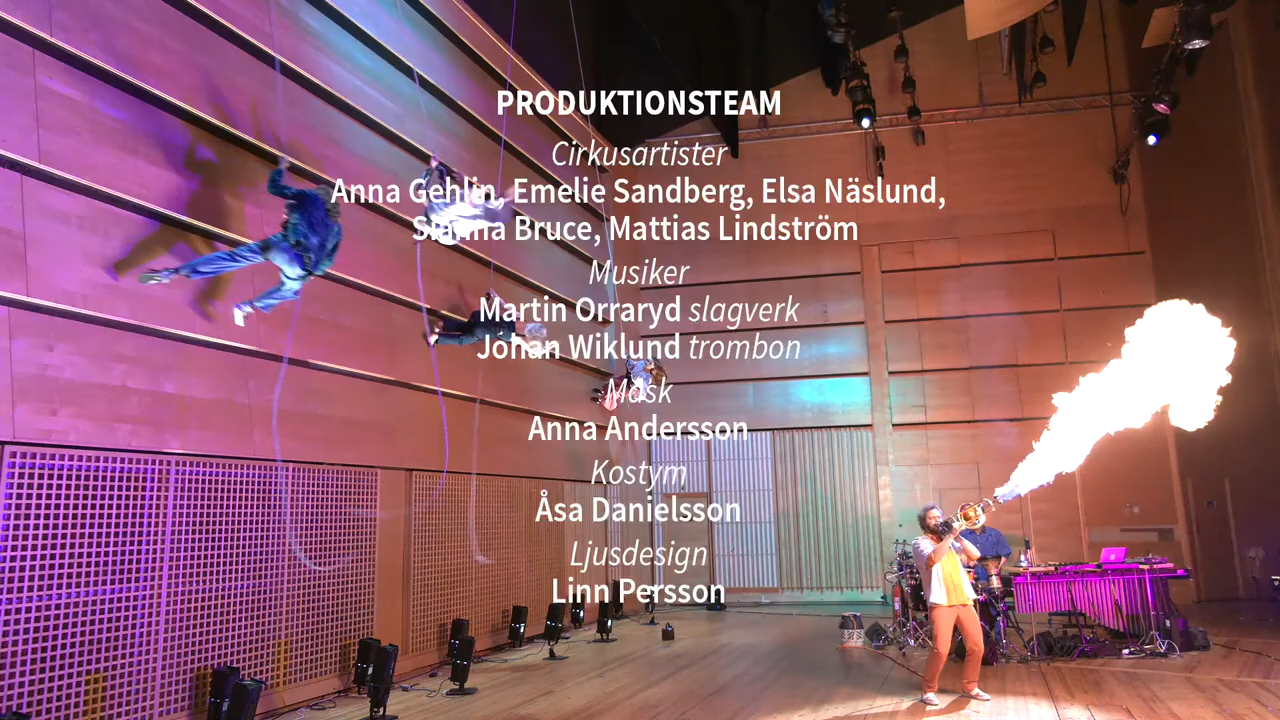 PRODUKTIONSTEAM
Cirkusartister
Anna Gehlin, Emelie Sandberg, Elsa Näslund,
Sianna Bruce, Mattias Lindström
Musiker
Martin Orraryd slagverk
Johan Wiklund trombon
Mask
Anna Andersson
Kostym
Åsa Danielsson
Ljusdesign
Linn Persson